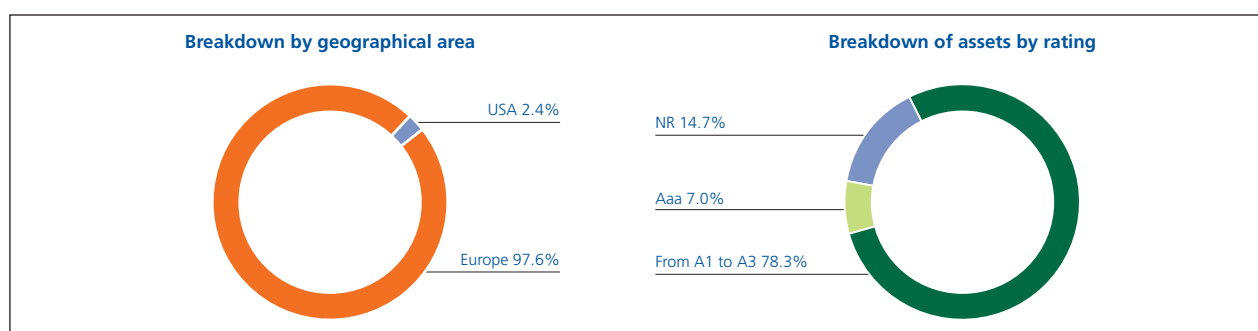 Breakdown by geographical area
USA 2.4%
Europe 97.6%
Breakdown of assets by rating
NR 14.7%
Aaa 7.0%
From A1 to A3 78.3%